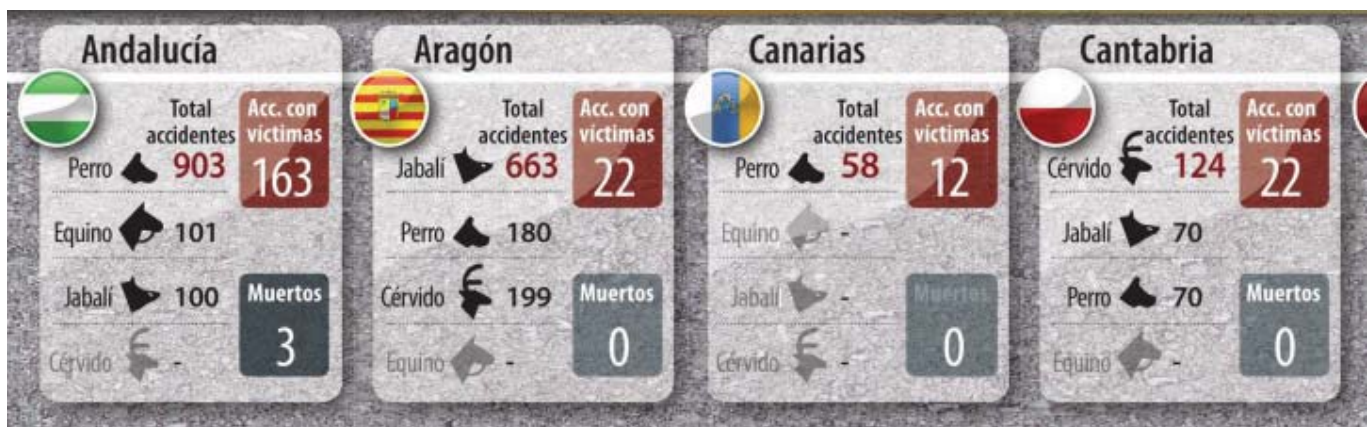 Andalucía
Total accidentes
Acc. con víctimas
Perro 903
163
Equino 101
Jabalí 100
Muertos
3
Cérvido -
Aragón
Total accidentes
Acc. con víctimas
Jabalí 663
22
Perro 180
Cérvido 199
Muertos
0
Equino -
Canarias
Total accidentes
Acc. con víctimas
Perro 58
12
Equino -
Jabalí -
Muertos
0
Cérvido -
Cantabria
Total accidentes
Acc. con víctimas
Cérvido 124
22
Jabalí 70
Perro 70
Muertos
0
Equino -